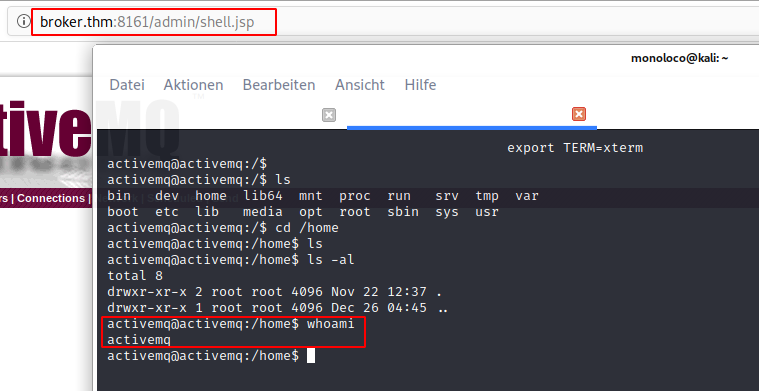 broker.thm:8161/admin/shell.jsp
monoloco@kali: ~
Datei Aktionen Bearbeiten Ansicht Hilfe
tiveMQ
export TERM=xterm
activemq@activemq:/$
activemq@activemq:/$ ls
bin dev home lib64 mnt proc run srv tmp var
rs | Connections |
boot etc lib media opt root sbin sys usr
activemq@activemq:/$ cd /home
activemq@activemq:/home$ ls
activemq@activemq:/home$ ls -al
total 8
drwxr-xr-x 2 root root 4096 Nov 22 12:37 .
drwxr-xr-x 1 root root 4096 Dec 26 04:45 ..
activemq@activemq:/home$ whoami
activemq
activemq@activemq:/home$